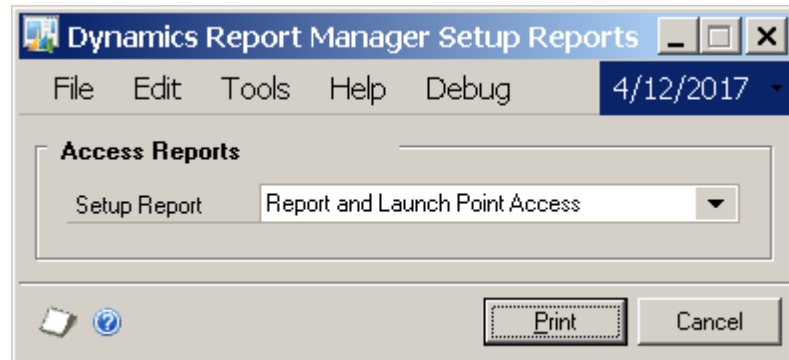 Dynamics Report Manager Setup Reports
File Edit Tools Help Debug 4/12/2017
Access Reports
Setup Report Report and Launch Point Access
Print Cancel